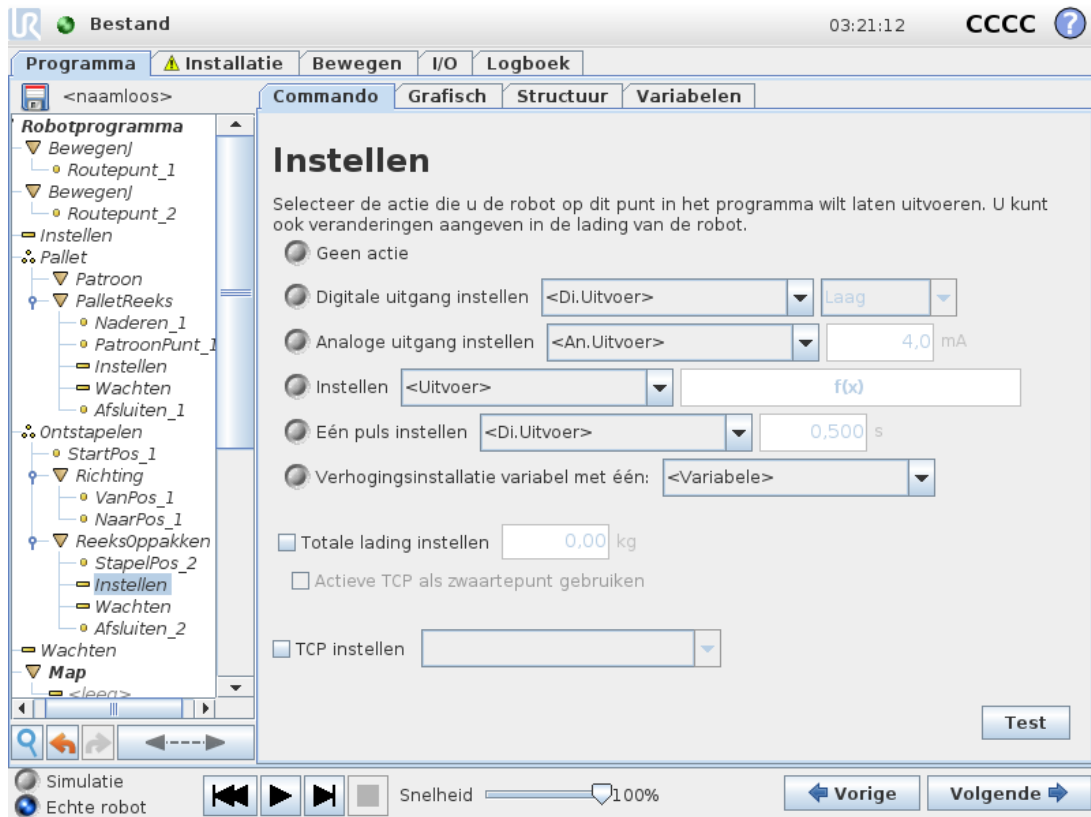 UR Bestand 03:21:12 CCCC ?
Programma Installatie Bewegen I/O Logboek
<naamloos> Commando Grafisch Structuur Variabelen
Robotprogramma
BewegenJ
Routepunt_1
BewegenJ
Routepunt_2
Instellen
Pallet
Patroon
PalletReeks
Naderen_1
PatroonPunt_1
Instellen
Wachten
Afsluiten_1
Ontstapelen
StartPos_1
Richting
VanPos_1
NaarPos_1
ReeksOppakken
StapelPos_2
Instellen
Wachten
Afsluiten_2
Wachten
Map
<leeg>
Instellen
Selecteer de actie die u de robot op dit punt in het programma wilt laten uitvoeren. U kunt
ook veranderingen aangeven in de lading van de robot.
Geen actie
Digitale uitgang instellen <Di.Uitvoer> Laag
Analoge uitgang instellen <An.Uitvoer> 4,0 mA
Instellen <Uitvoer> f(x)
Eén puls instellen <Di.Uitvoer> 0,500 s
Verhogingsinstallatie variabel met één: <Variabele>
Totale lading instellen 0,00 kg
Actieve TCP als zwaartepunt gebruiken
TCP instellen
Test
Simulatie
Echte robot
Snelheid 100%
Vorige
Volgende